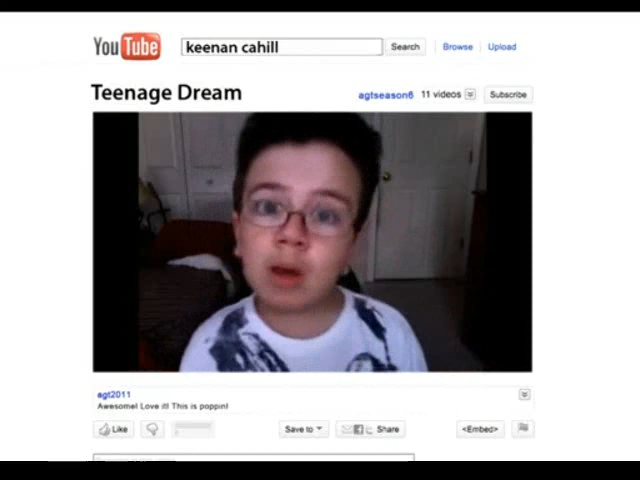 YouTube keenan cahill Search Browse Upload
Teenage Dream agtseason6 11 videos Subscribe
agt2011
Awesome! Love it! This is poppin!
Like Save to Share <Embed>